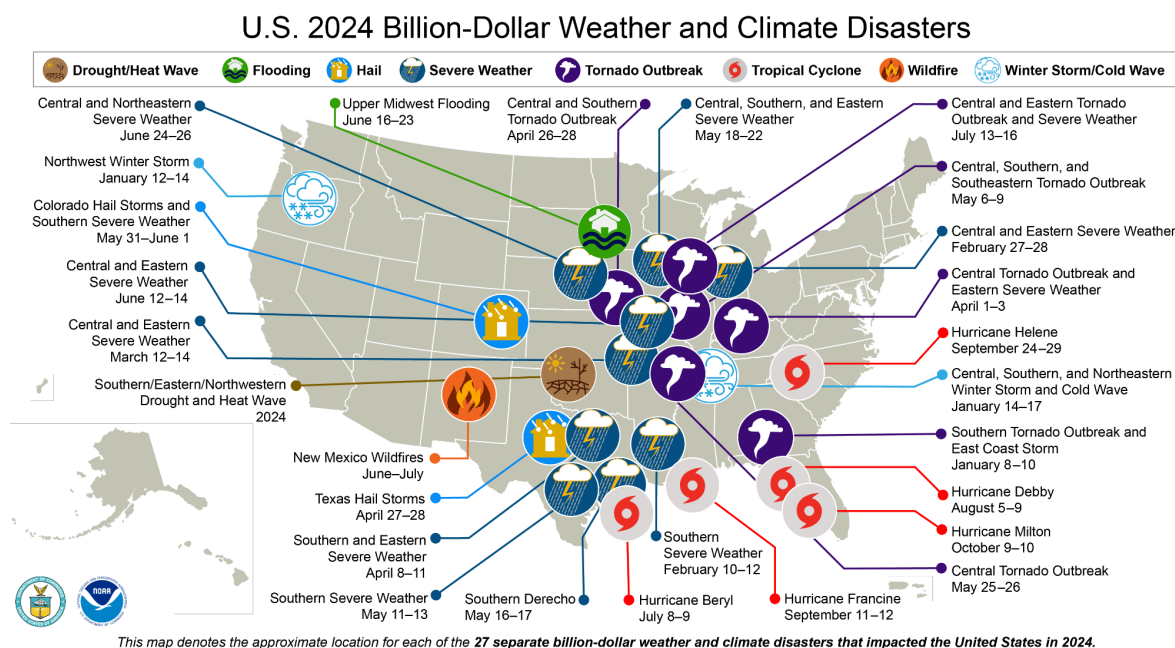 U.S. 2024 Billion-Dollar Weather and Climate Disasters
Drought/Heat Wave
Flooding
Hail
Severe Weather
Tornado Outbreak
Tropical Cyclone
Wildfire
Winter Storm/Cold Wave
Central and Northeastern
Severe Weather
June 24–26
Northwest Winter Storm
January 12–14
Colorado Hail Storms and
Southern Severe Weather
May 31–June 1
Central and Eastern
Severe Weather
June 12–14
Central and Eastern
Severe Weather
March 12–14
Southern/Eastern/Northwestern
Drought and Heat Wave
2024
Upper Midwest Flooding
June 16–23
Central and Southern
Tornado Outbreak
April 26–28
Central, Southern, and Eastern
Severe Weather
May 18–22
Central and Eastern Tornado
Outbreak and Severe Weather
July 13–16
Central, Southern, and
Southeastern Tornado Outbreak
May 6–9
Central and Eastern Severe Weather
February 27–28
Central Tornado Outbreak and
Eastern Severe Weather
April 1–3
Hurricane Helene
September 24–29
Central, Southern, and Northeastern
Winter Storm and Cold Wave
January 14–17
Southern Tornado Outbreak and
East Coast Storm
January 8–10
Hurricane Debby
August 5–9
Hurricane Milton
October 9–10
Central Tornado Outbreak
May 25–26
New Mexico Wildfires
June–July
Texas Hail Storms
April 27–28
Southern and Eastern
Severe Weather
April 8–11
Southern Severe Weather
May 11–13
Southern Derecho
May 16–17
Hurricane Beryl
July 8–9
Southern
Severe Weather
February 10–12
Hurricane Francine
September 11–12
NOAA
This map denotes the approximate location for each of the 27 separate billion-dollar weather and climate disasters that impacted the United States in 2024.